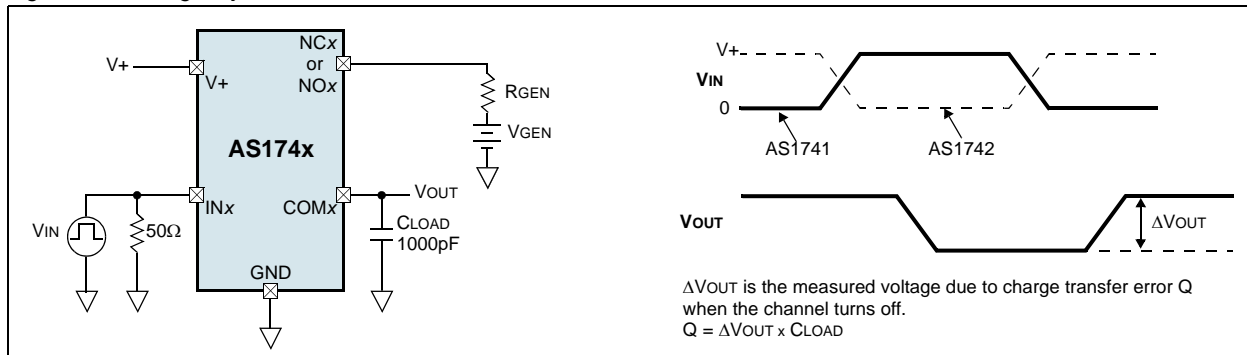 V+
V+
NCx
or
NOx
RGEN
VGEN
AS174x
INx
COMx
VOUT
VIN
50Ω
CLOAD
1000pF
GND
V+
VIN
0
AS1741
AS1742
VOUT
ΔVOUT
ΔVOUT is the measured voltage due to charge transfer error Q
when the channel turns off.
Q = ΔVOUT x CLOAD